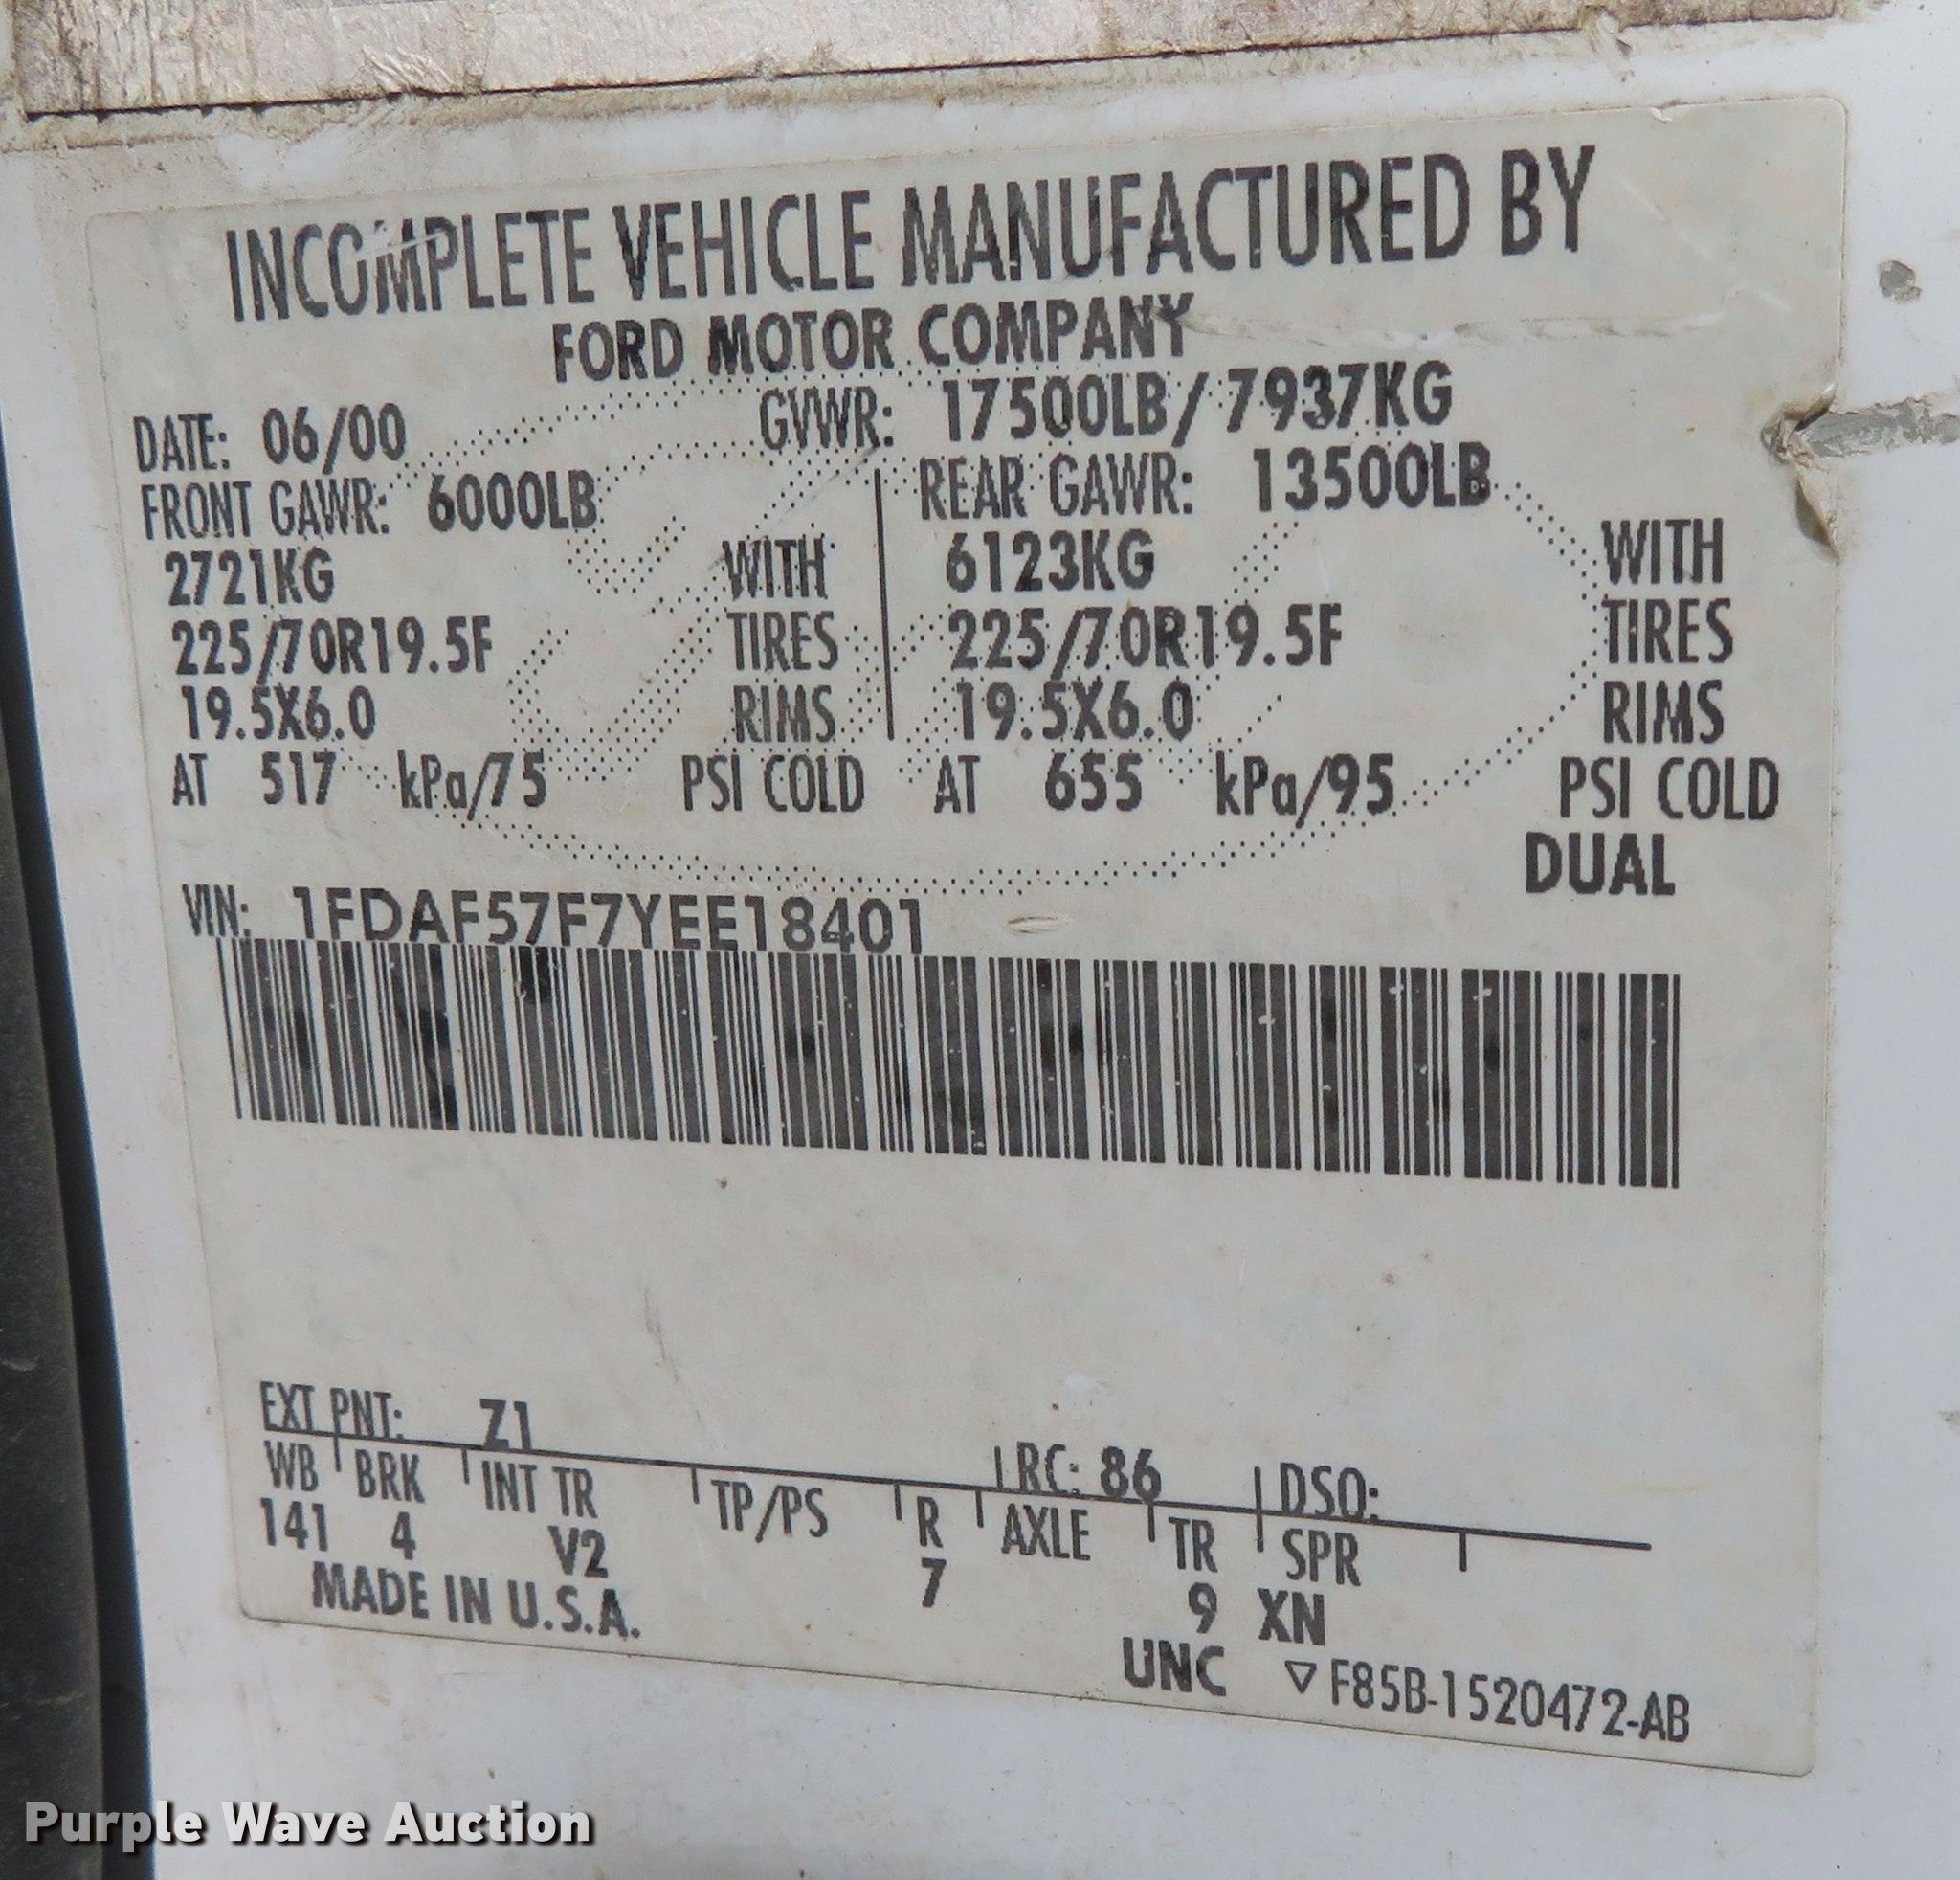 INCOMPLETE VEHICLE MANUFACTURED BY
FORD MOTOR COMPANY
DATE: 06/00 GVWR: 17500LB/7937KG
FRONT GAWR: 6000LB REAR GAWR: 13500LB
2721KG WITH 6123KG WITH
225/70R19.5F TIRES 225/70R19.5F TIRES
19.5X6.0 RIMS 19.5X6.0 RIMS
AT 517 kPa/75 PSI COLD AT 655 kPa/95 PSI COLD
DUAL
VIN: 1FDAF57F7YEE18401
EXT PNT: Z1 RC: 86 DSO:
WB BRK INT TR TP/PS R AXLE TR SPR
141 4 V2 7 9 XN
MADE IN U.S.A.
UNC ▽F85B-1520472-AB
Purple Wave Auction